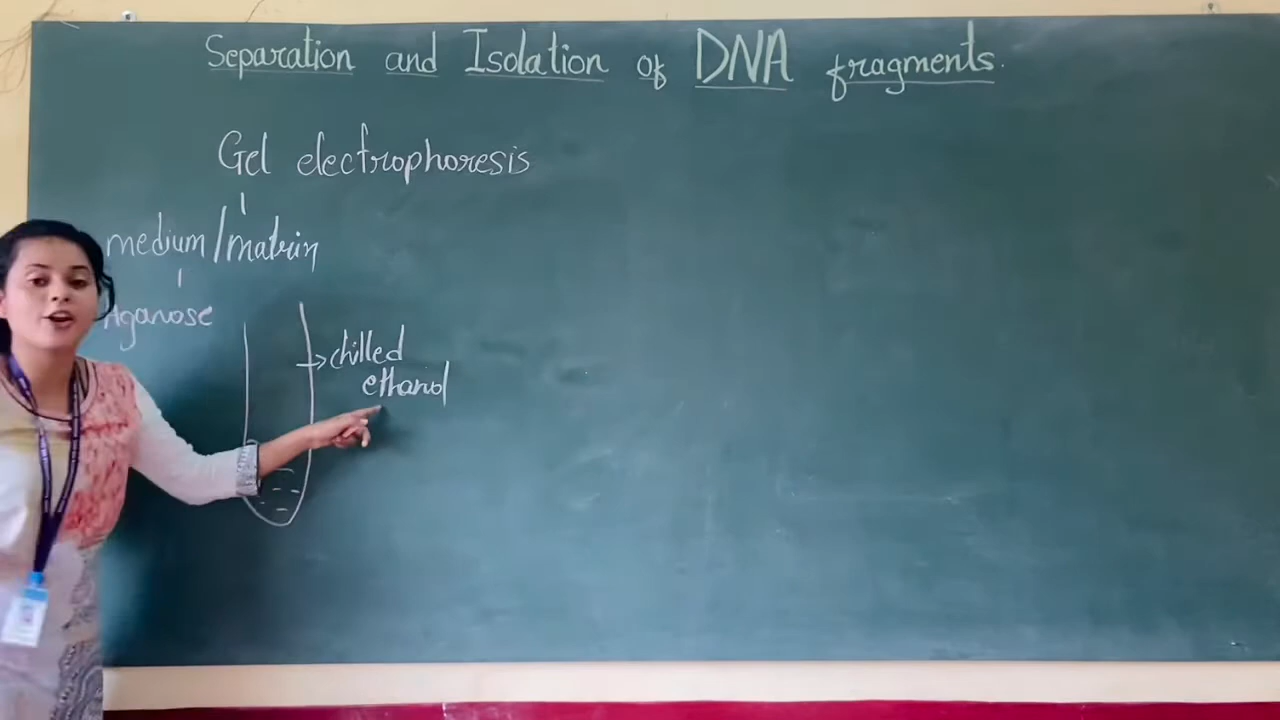 Separation and Isolation of DNA fragments.
Gel electrophoresis
medium/matrix
Agarose
chilled
ethanol